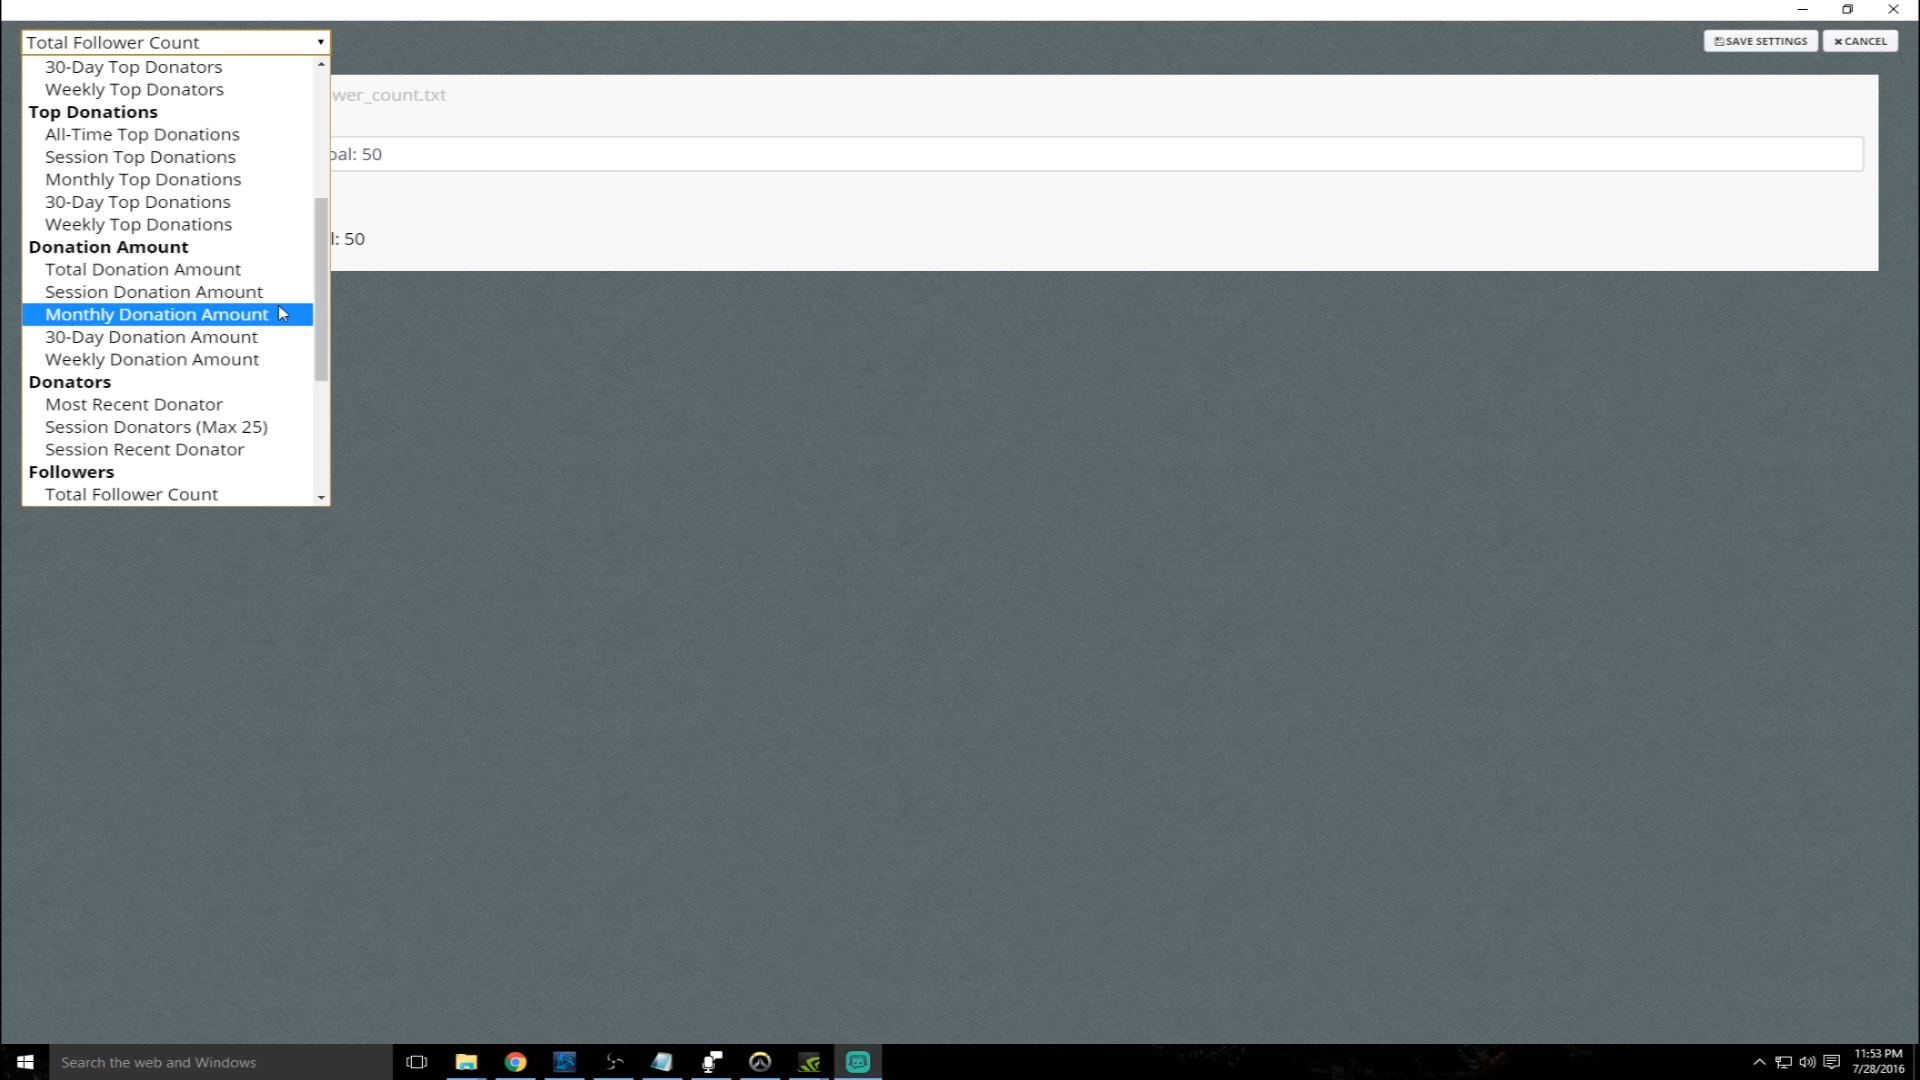 Total Follower Count
SAVE SETTINGS
CANCEL
30-Day Top Donators
Weekly Top Donators
Top Donations
All-Time Top Donations
Session Top Donations
Monthly Top Donations
30-Day Top Donations
Weekly Top Donations
Donation Amount
Total Donation Amount
Session Donation Amount
Monthly Donation Amount
30-Day Donation Amount
Weekly Donation Amount
Donators
Most Recent Donator
Session Donators (Max 25)
Session Recent Donator
Followers
Total Follower Count
wer_count.txt
oal: 50
l: 50
Search the web and Windows
11:53 PM
7/28/2016